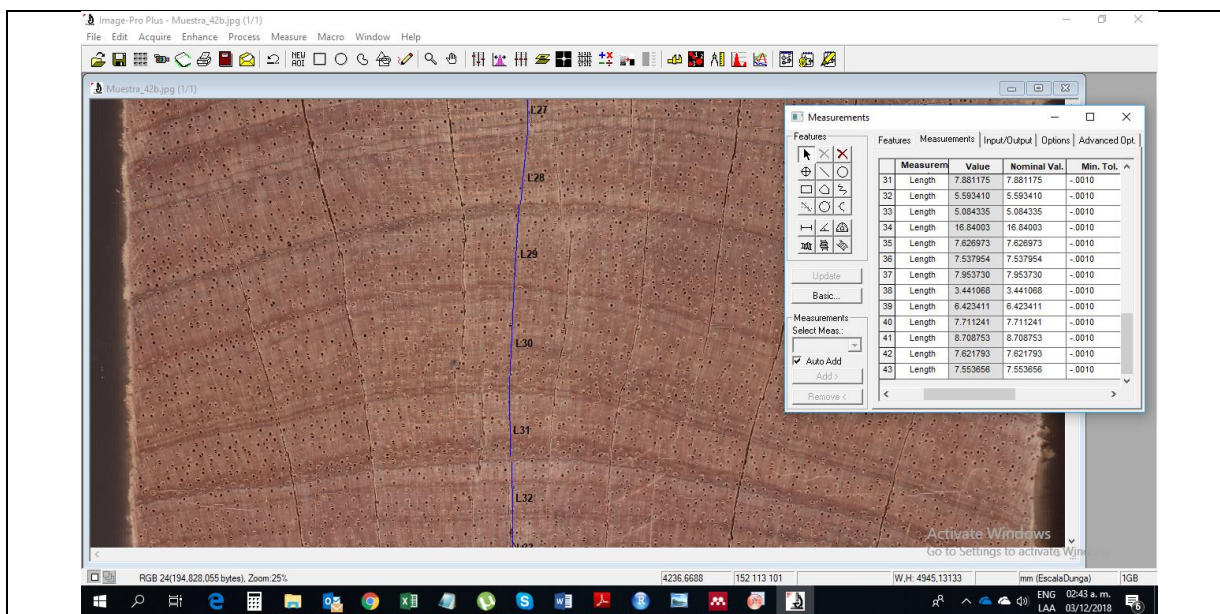 Image-Pro Plus - Muestra_42b.jpg (1/1)
File Edit Acquire Enhance Process Measure Macro Window Help
NEW AOI
Muestra_42b.jpg (1/1)
L27
L28
L29
L30
L31
L32
Measurements
Features
Features Measurements Input/Output Options Advanced Opt.
Measurem Value Nominal Val. Min. Tol.
31 Length 7.881175 7.881175 -.0010
32 Length 5.593410 5.593410 -.0010
33 Length 5.084335 5.084335 -.0010
34 Length 16.84003 16.84003 -.0010
35 Length 7.626973 7.626973 -.0010
36 Length 7.537954 7.537954 -.0010
37 Length 7.953730 7.953730 -.0010
38 Length 3.441068 3.441068 -.0010
39 Length 6.423411 6.423411 -.0010
40 Length 7.711241 7.711241 -.0010
41 Length 8.708753 8.708753 -.0010
42 Length 7.621793 7.621793 -.0010
43 Length 7.553656 7.553656 -.0010
Update
Basic...
Measurements
Select Meas.:
Auto Add
Add >
Remove <
Activate Windows
Go to Settings to activate
RGB 24(194,828,055 bytes), Zoom:25% 4236,6688 152 113 101 W,H: 4945,13133 mm (EscalaDunga) 1GB
ENG 02:43 a. m.
LAA 03/12/2018